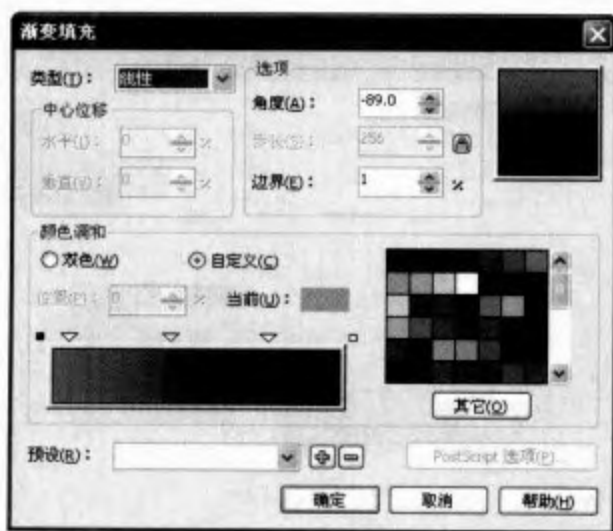 渐变填充
类型(T): 线性
选项
中心位移
角度(A): -89.0
水平(I): 0 %
步长(S): 256
垂直(V): 0 %
边界(E): 1 %
颜色调和
双色(W) 自定义(C)
位置(P): 0 % 当前(U):
其它(O)
预设(R):
PostScript 选项(P)...
确定 取消 帮助(H)